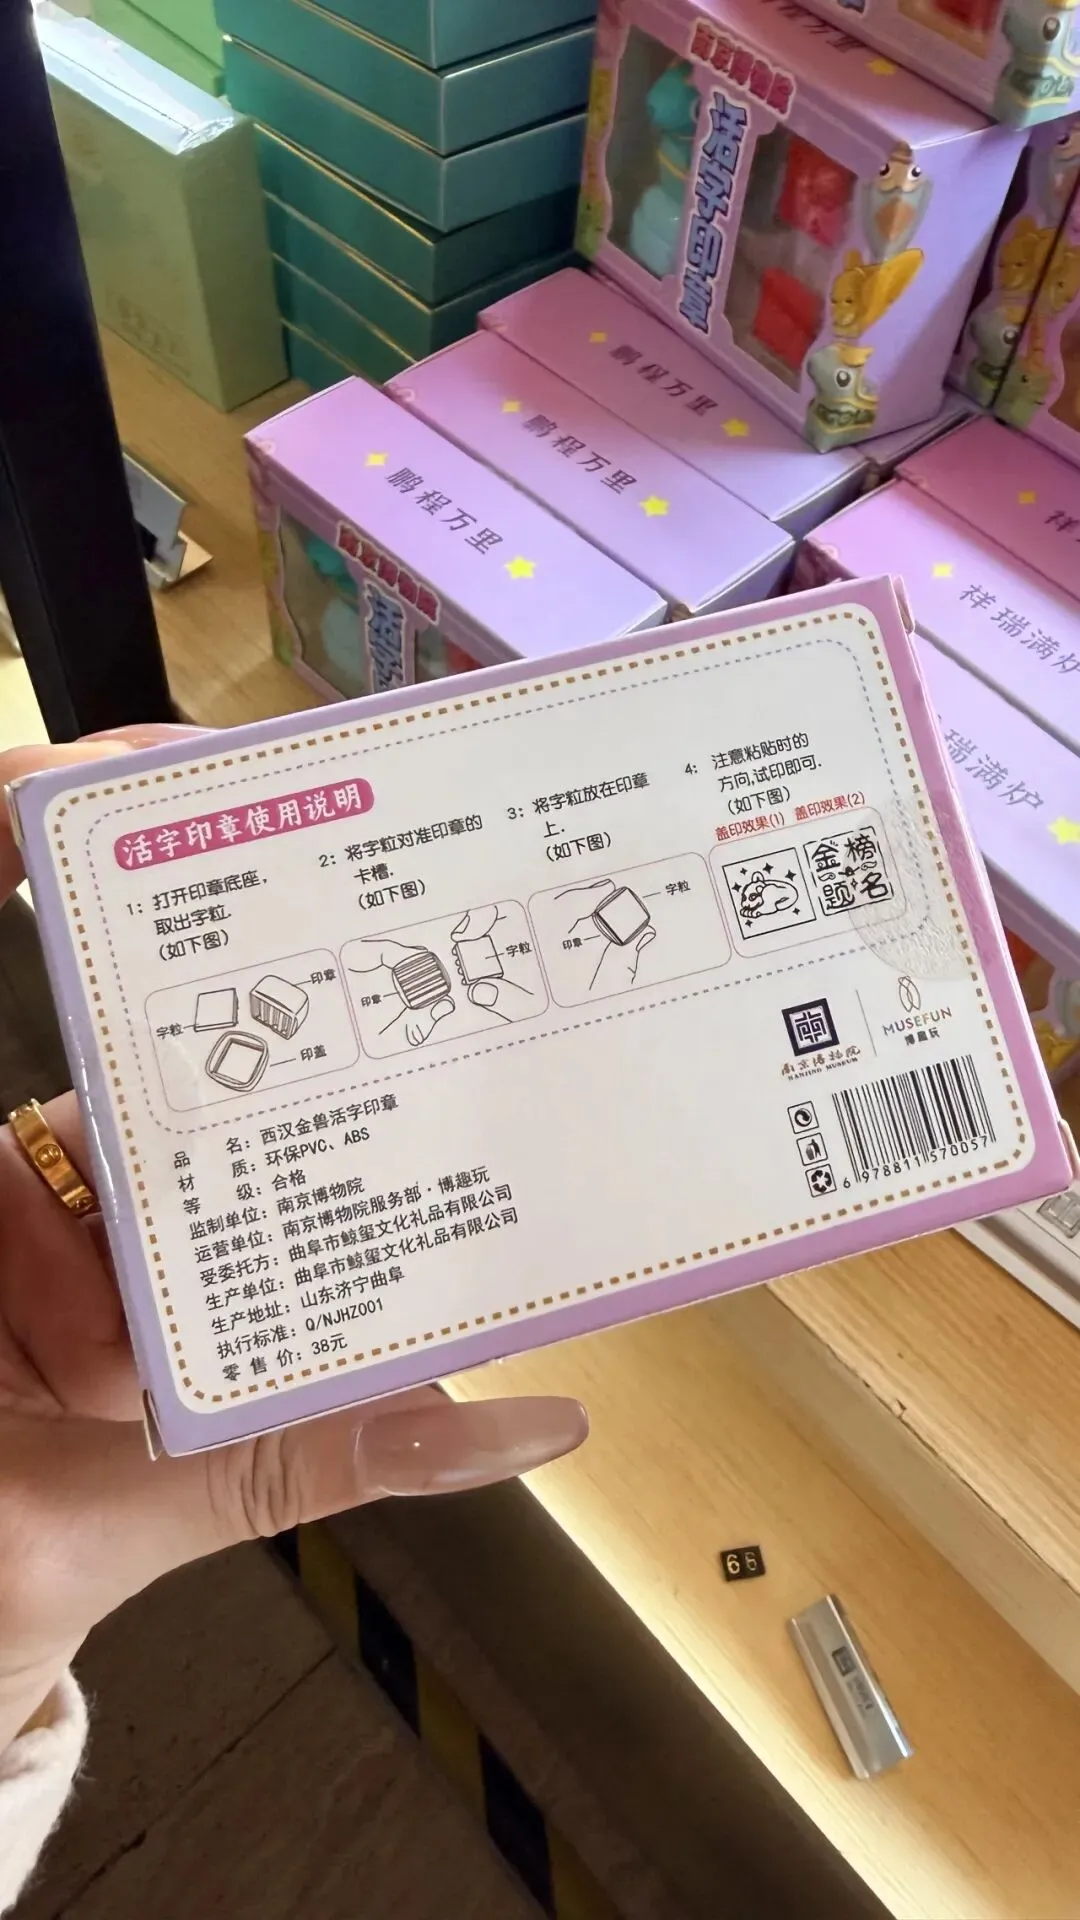 活字印章
鹏程万里
鹏程万里
鹏程万里
祥瑞满炉
瑞满炉
活字印章使用说明
1: 打开印章底座,
取出字粒.
(如下图)
2: 将字粒对准印章的
卡槽.
(如下图)
3: 将字粒放在印章
上.
(如下图)
4: 注意粘贴时的
方向,试印即可.
(如下图)
盖印效果(1) 盖印效果(2)
字粒
印章
印盖
印章
字粒
印章
字粒
金榜
题名
南京博物院
NANJING MUSEUM
MUSEFUN
博趣玩
品 名: 西汉金兽活字印章
材 质: 环保PVC、ABS
等 级: 合格
监制单位: 南京博物院
运营单位: 南京博物院服务部·博趣玩
受委托方: 曲阜市鲸玺文化礼品有限公司
生产单位: 曲阜市鲸玺文化礼品有限公司
生产地址: 山东济宁曲阜
执行标准: Q/NJHZ001
零 售 价: 38元
6 978811 570057
68